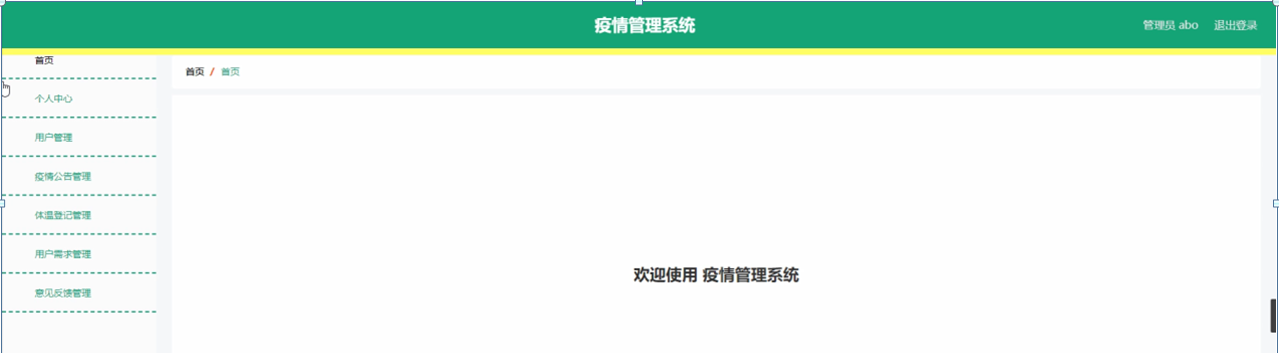 疫情管理系统
管理员 abo 退出登录
首页
首页 / 首页
个人中心
用户管理
疫情公告管理
体温登记管理
用户需求管理
意见反馈管理
欢迎使用 疫情管理系统